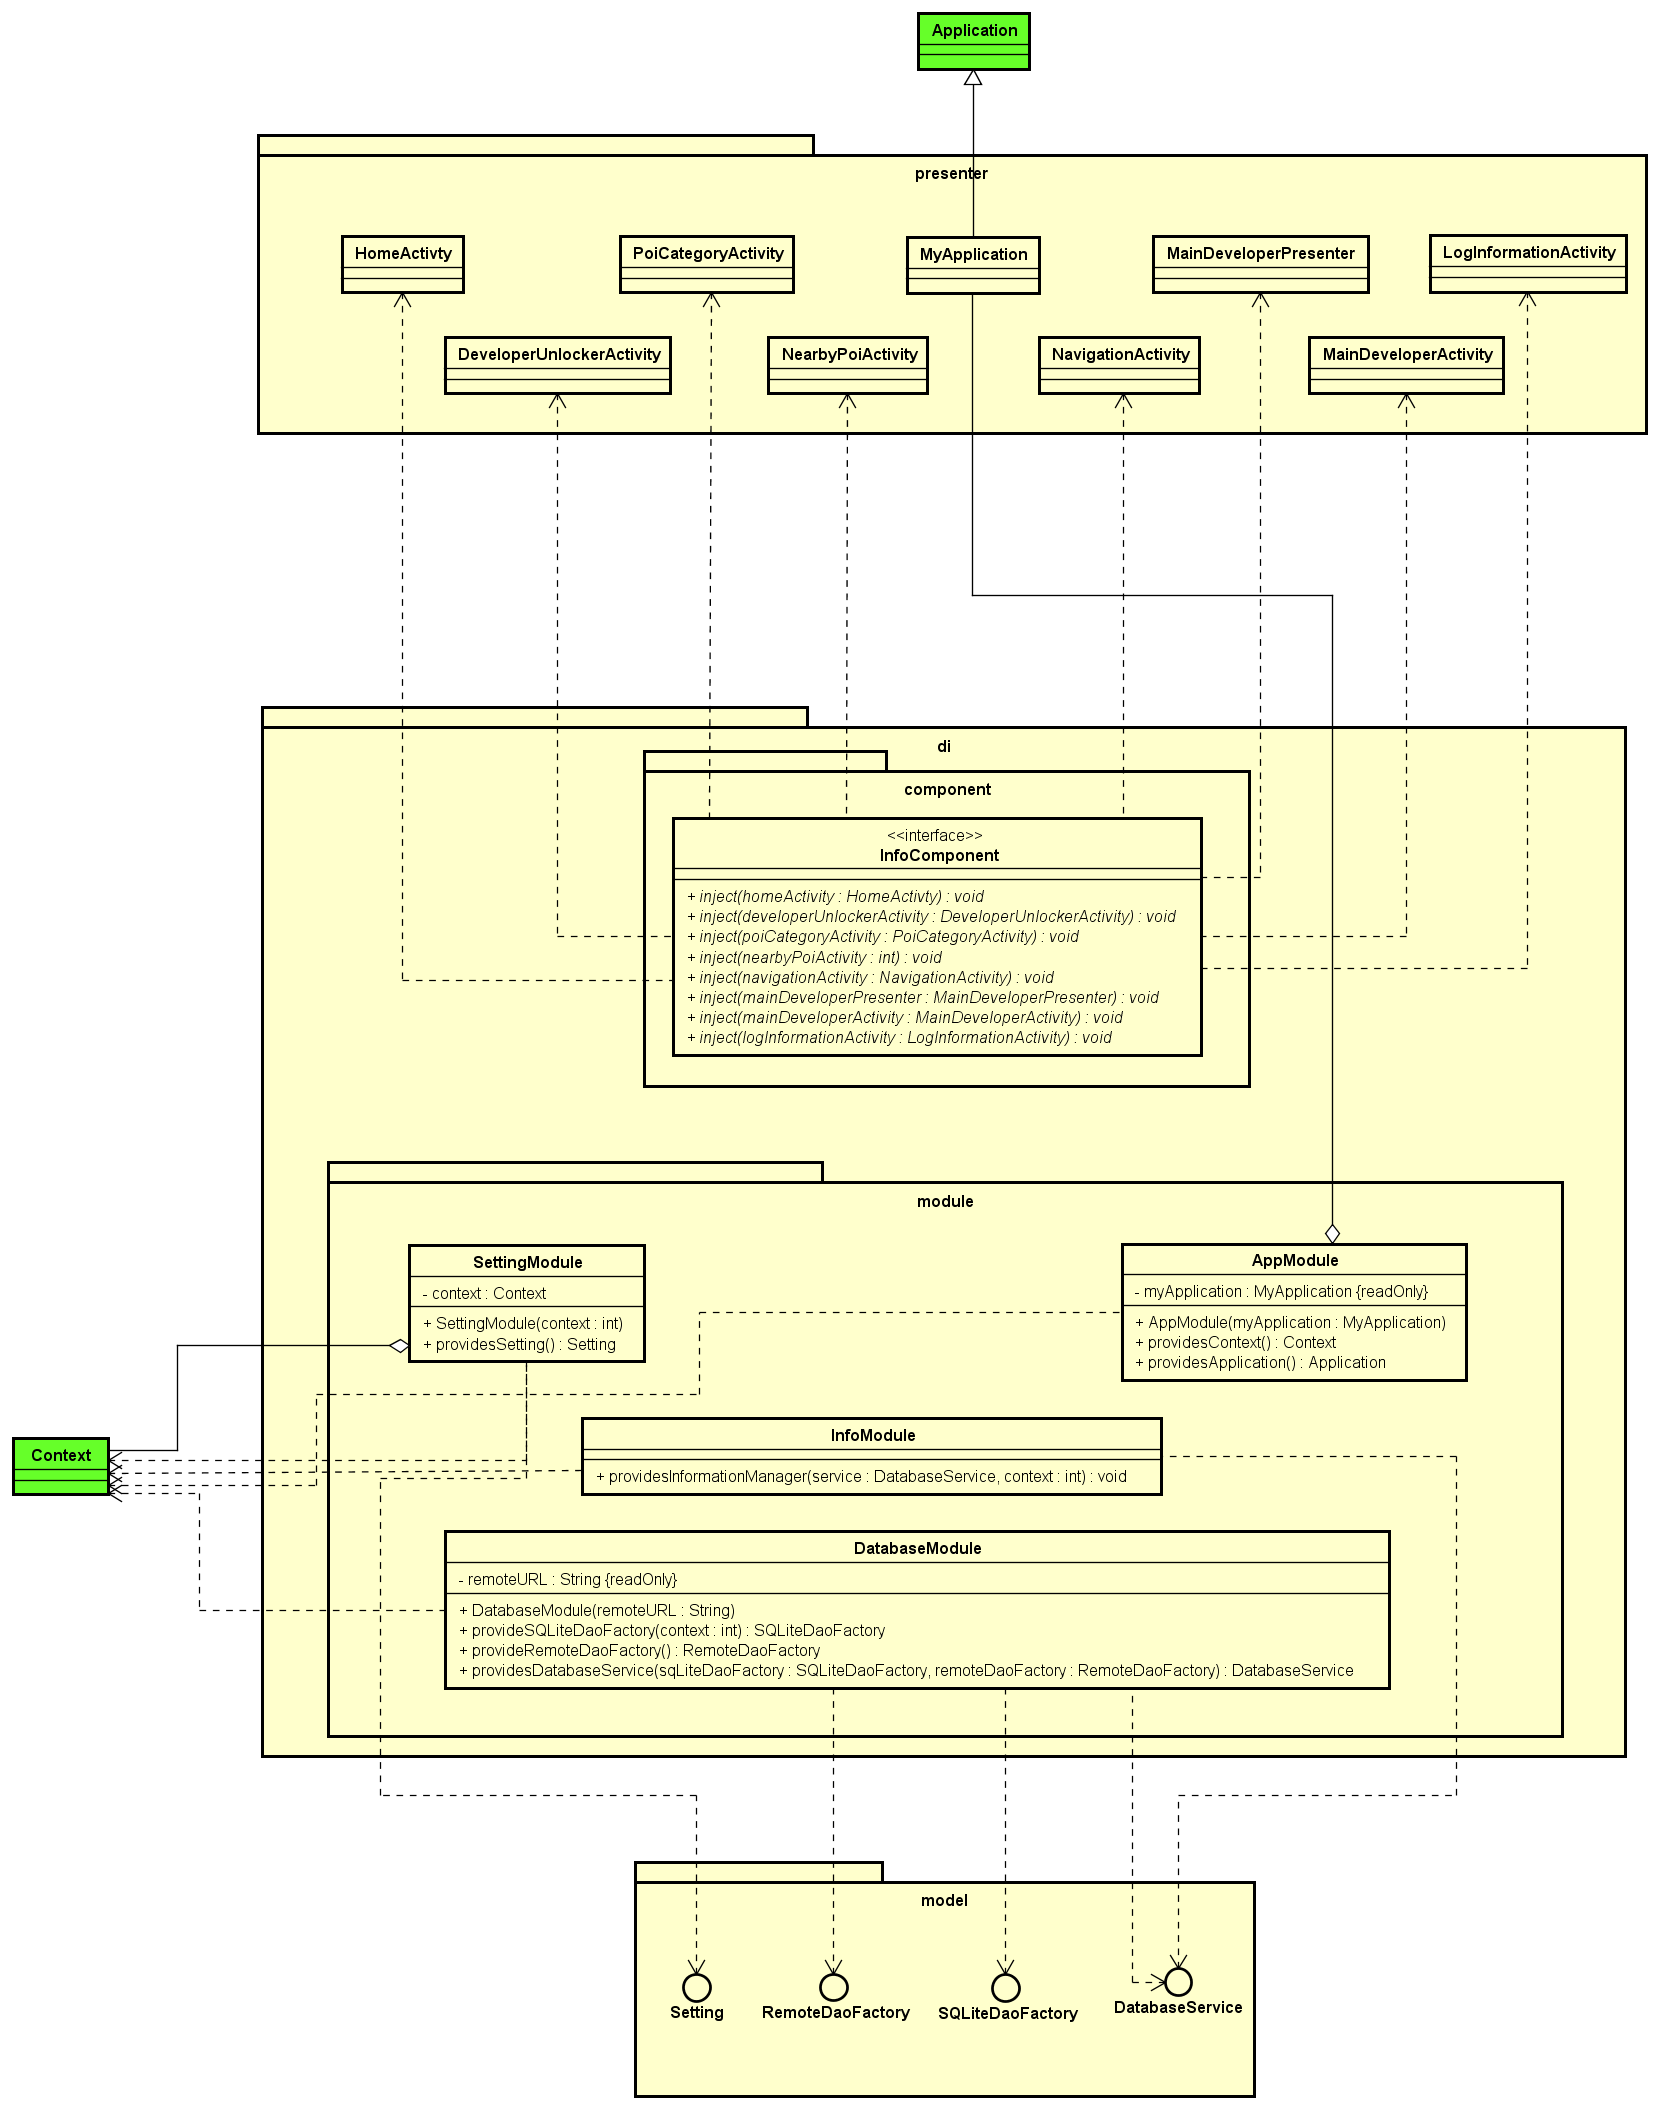 Application
presenter
HomeActivty
PoiCategoryActivity
MyApplication
MainDeveloperPresenter
LogInformationActivity
DeveloperUnlockerActivity
NearbyPoiActivity
NavigationActivity
MainDeveloperActivity
di
component
<<interface>>
InfoComponent
+ inject(homeActivity : HomeActivty) : void
+ inject(developerUnlockerActivity : DeveloperUnlockerActivity) : void
+ inject(poiCategoryActivity : PoiCategoryActivity) : void
+ inject(nearbyPoiActivity : int) : void
+ inject(navigationActivity : NavigationActivity) : void
+ inject(mainDeveloperPresenter : MainDeveloperPresenter) : void
+ inject(mainDeveloperActivity : MainDeveloperActivity) : void
+ inject(logInformationActivity : LogInformationActivity) : void
module
SettingModule
- context : Context
+ SettingModule(context : int)
+ providesSetting() : Setting
AppModule
- myApplication : MyApplication {readOnly}
+ AppModule(myApplication : MyApplication)
+ providesContext() : Context
+ providesApplication() : Application
Context
InfoModule
+ providesInformationManager(service : DatabaseService, context : int) : void
DatabaseModule
- remoteURL : String {readOnly}
+ DatabaseModule(remoteURL : String)
+ provideSQLiteDaoFactory(context : int) : SQLiteDaoFactory
+ provideRemoteDaoFactory() : RemoteDaoFactory
+ providesDatabaseService(sqLiteDaoFactory : SQLiteDaoFactory, remoteDaoFactory : RemoteDaoFactory) : DatabaseService
model
Setting
RemoteDaoFactory
SQLiteDaoFactory
DatabaseService